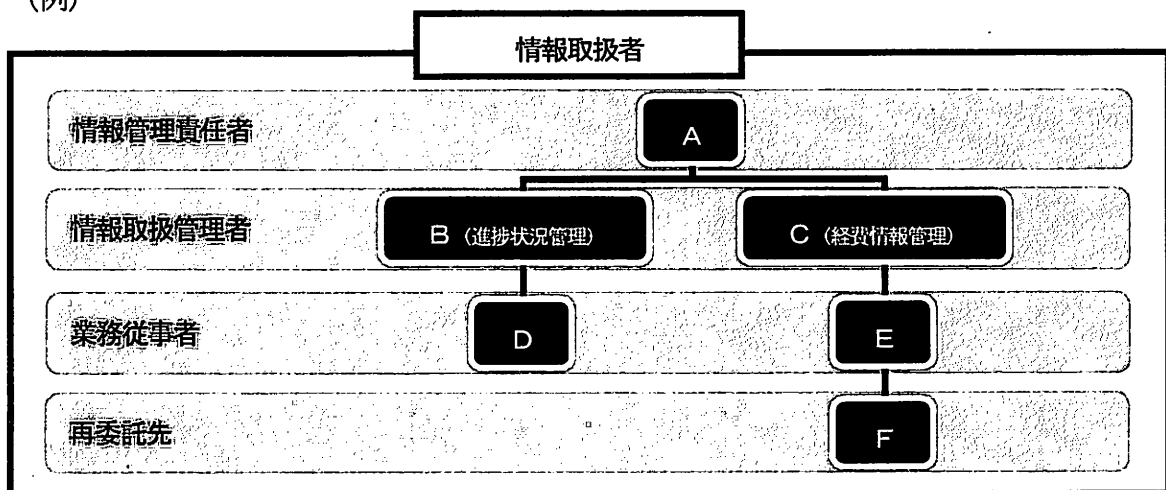 (例)
情報取扱者
情報管理責任者
A
情報取扱管理者
B (進捗状況管理)
C (経費情報管理)
業務従事者
D
E
再委託先
F